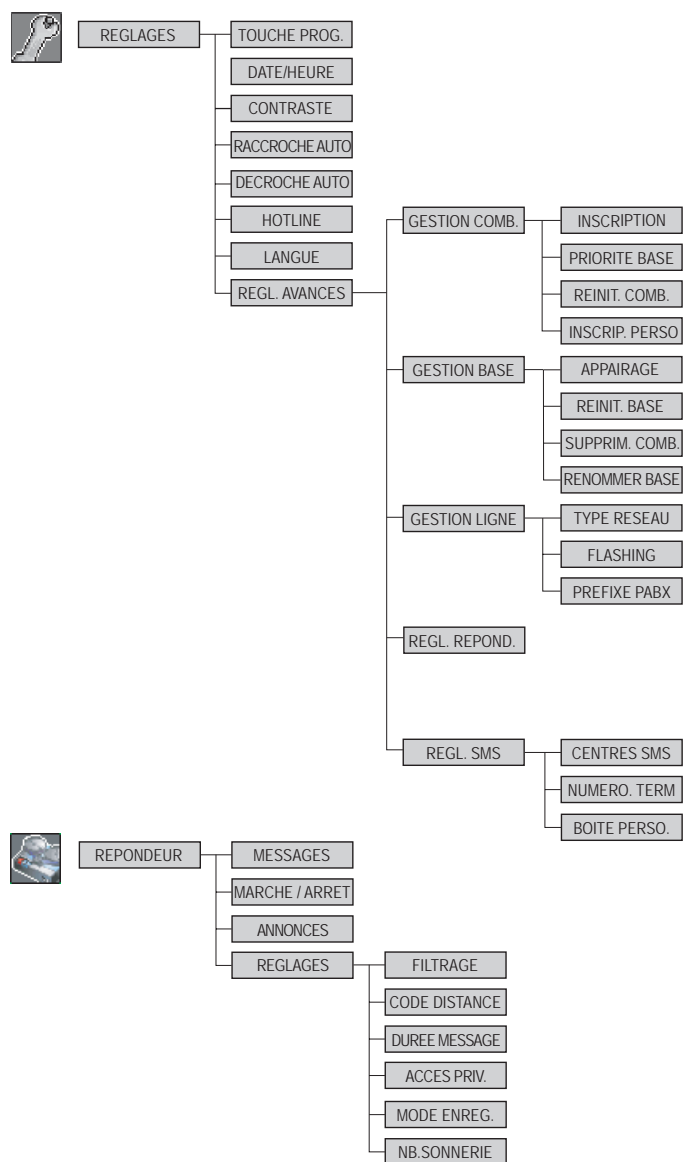 REGLAGES
TOUCHE PROG.
DATE/HEURE
CONTRASTE
RACCROCHE AUTO
DECROCHE AUTO
HOTLINE
LANGUE
REGL. AVANCES
GESTION COMB.
INSCRIPTION
PRIORITE BASE
REINIT. COMB.
INSCRIP. PERSO
GESTION BASE
APPAIRAGE
REINIT. BASE
SUPPRIM. COMB.
RENOMMER BASE
GESTION LIGNE
TYPE RESEAU
FLASHING
PREFIXE PABX
REGL. REPOND.
REGL. SMS
CENTRES SMS
NUMERO. TERM
BOITE PERSO.
REPONDEUR
MESSAGES
MARCHE / ARRET
ANNONCES
REGLAGES
FILTRAGE
CODE DISTANCE
DUREE MESSAGE
ACCES PRIV.
MODE ENREG.
NB.SONNERIE